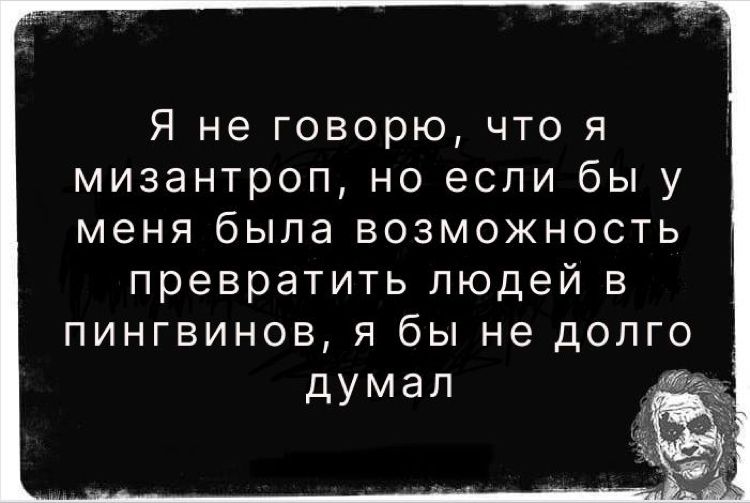 Я не говорю, что я
мизантроп, но если бы у
меня была возможность
превратить людей в
пингвинов, я бы не долго
думал